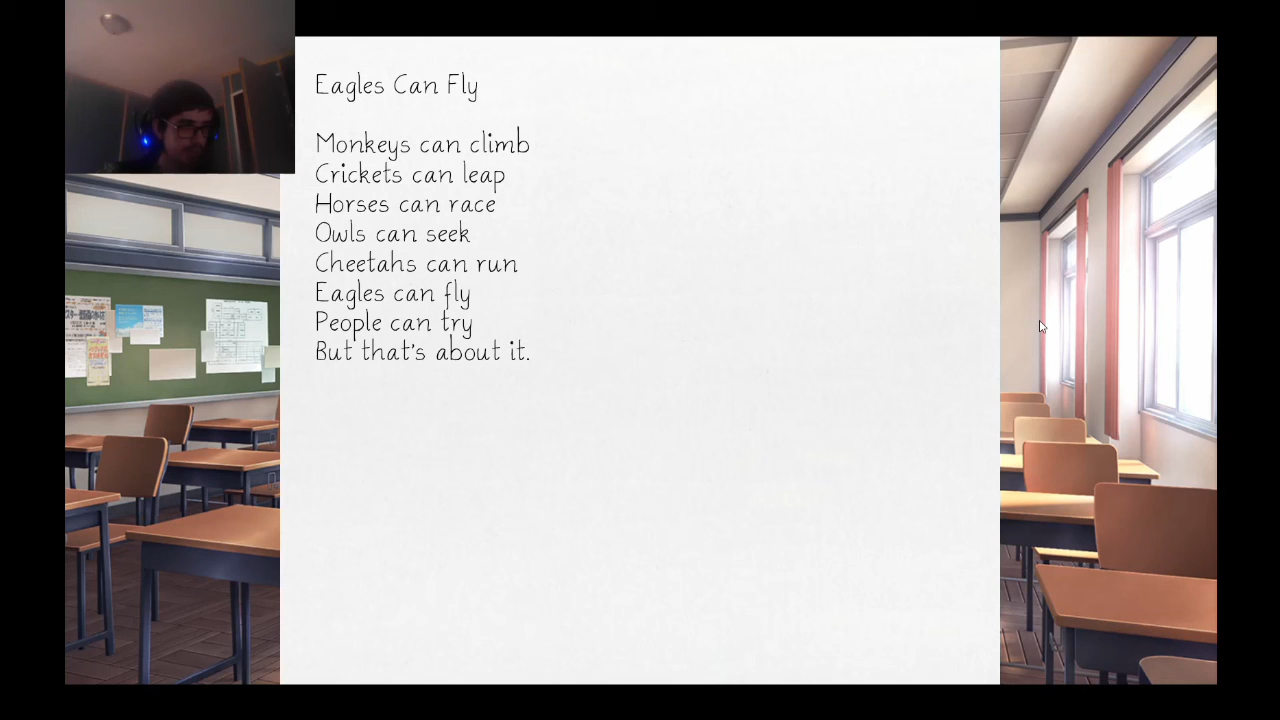 Eagles Can Fly
Monkeys can climb
Crickets can leap
Horses can race
Owls can seek
Cheetahs can run
Eagles can fly
People can try
But that's about it.